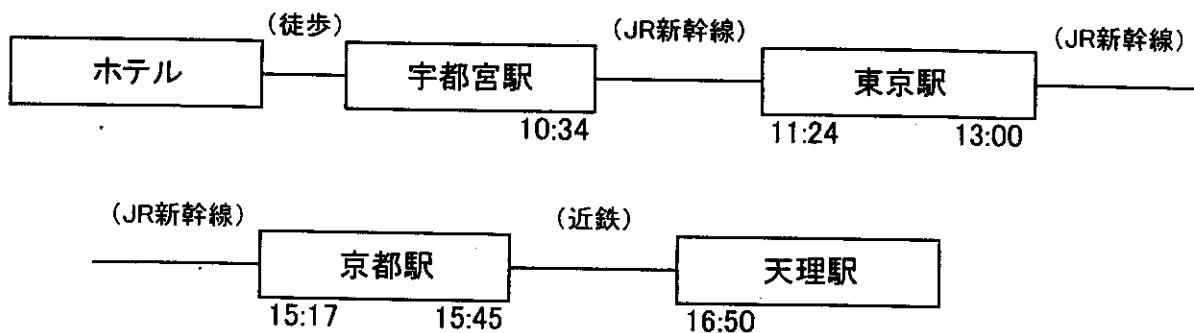 (徒歩) (JR新幹線) (JR新幹線)
ホテル 宇都宮駅 東京駅
10:34 11:24 13:00
(JR新幹線) (近鉄)
京都駅 天理駅
15:17 15:45 16:50